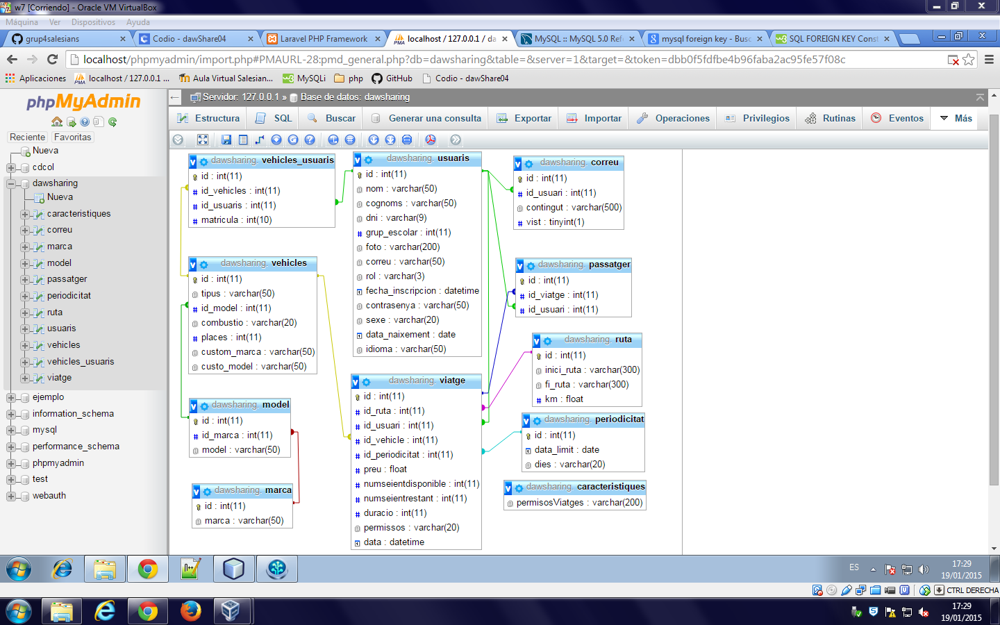 w7 [Corriendo] - Oracle VM VirtualBox
Máquina Ver Dispositivos Ayuda
grup4salesians
Codio - dawShare04
Laravel PHP Framework
localhost / 127.0.0.1 / da
MySQL :: MySQL 5.0 Ref
mysql foreign key - Busc
SQL FOREIGN KEY Const
localhost/phpmyadmin/import.php#PMAURL-28:pmd_general.php?db=dawsharing&table=&server=1&target=&token=dbb0f5fdfbe4b96faba2ac95fe57f08c
Aplicaciones
localhost / 127.0.0.1 ...
Aula Virtual Salesian...
MySQLi
php
GitHub
Codio - dawShare04
phpMyAdmin
Reciente Favoritas
Nueva
cdcol
dawsharing
Nueva
caracteristiques
correu
marca
model
passatger
periodicitat
ruta
usuaris
vehicles
vehicles_usuaris
viatge
ejemplo
information_schema
mysql
performance_schema
phpmyadmin
test
webauth
Servidor: 127.0.0.1 » Base de datos: dawsharing
Estructura
SQL
Buscar
Generar una consulta
Exportar
Importar
Operaciones
Privilegios
Rutinas
Eventos
Más
dawsharing. vehicles_usuaris
id : int(11)
id_vehicles : int(11)
id_usuaris : int(11)
matricula : int(10)
dawsharing. vehicles
id : int(11)
tipus : varchar(50)
id_model : int(11)
combustio : varchar(20)
places : int(11)
custom_marca : varchar(50)
custo_model : varchar(50)
dawsharing. model
id : int(11)
id_marca : int(11)
model : varchar(50)
dawsharing. marca
id : int(11)
marca : varchar(50)
dawsharing. usuaris
id : int(11)
nom : varchar(50)
cognoms : varchar(50)
dni : varchar(9)
grup_escolar : int(11)
foto : varchar(200)
correu : varchar(50)
rol : varchar(3)
fecha_inscripcion : datetime
contrasenya : varchar(50)
sexe : varchar(20)
data_naixement : date
idioma : varchar(50)
dawsharing. viatge
id : int(11)
id_ruta : int(11)
id_usuari : int(11)
id_vehicle : int(11)
id_periodicitat : int(11)
preu : float
numseientdisponible : int(11)
numseientrestant : int(11)
duracio : int(11)
permissos : varchar(20)
data : datetime
dawsharing. correu
id : int(11)
id_usuari : int(11)
contingut : varchar(500)
vist : tinyint(1)
dawsharing. passatger
id : int(11)
id_viatge : int(11)
id_usuari : int(11)
dawsharing. ruta
id : int(11)
inici_ruta : varchar(300)
fi_ruta : varchar(300)
km : float
dawsharing. periodicitat
id : int(11)
data_limit : date
dies : varchar(20)
dawsharing. caracteristiques
permisosViatges : varchar(200)
ES
17:29
19/01/2015
CTRL DERECHA
17:29
19/01/2015